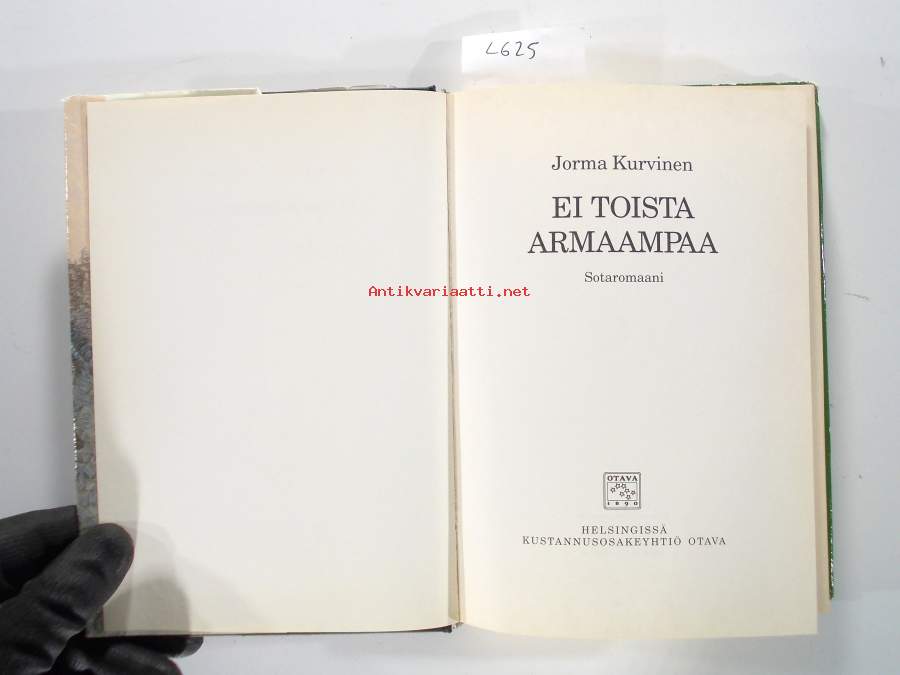 L625
Jorma Kurvinen
EI TOISTA
ARMAAMPAA
Sotaromaani
Antikvariaatti.net
OTAVA
1890
HELSINGISSÄ
KUSTANNUSOSAKEYHTIÖ OTAVA